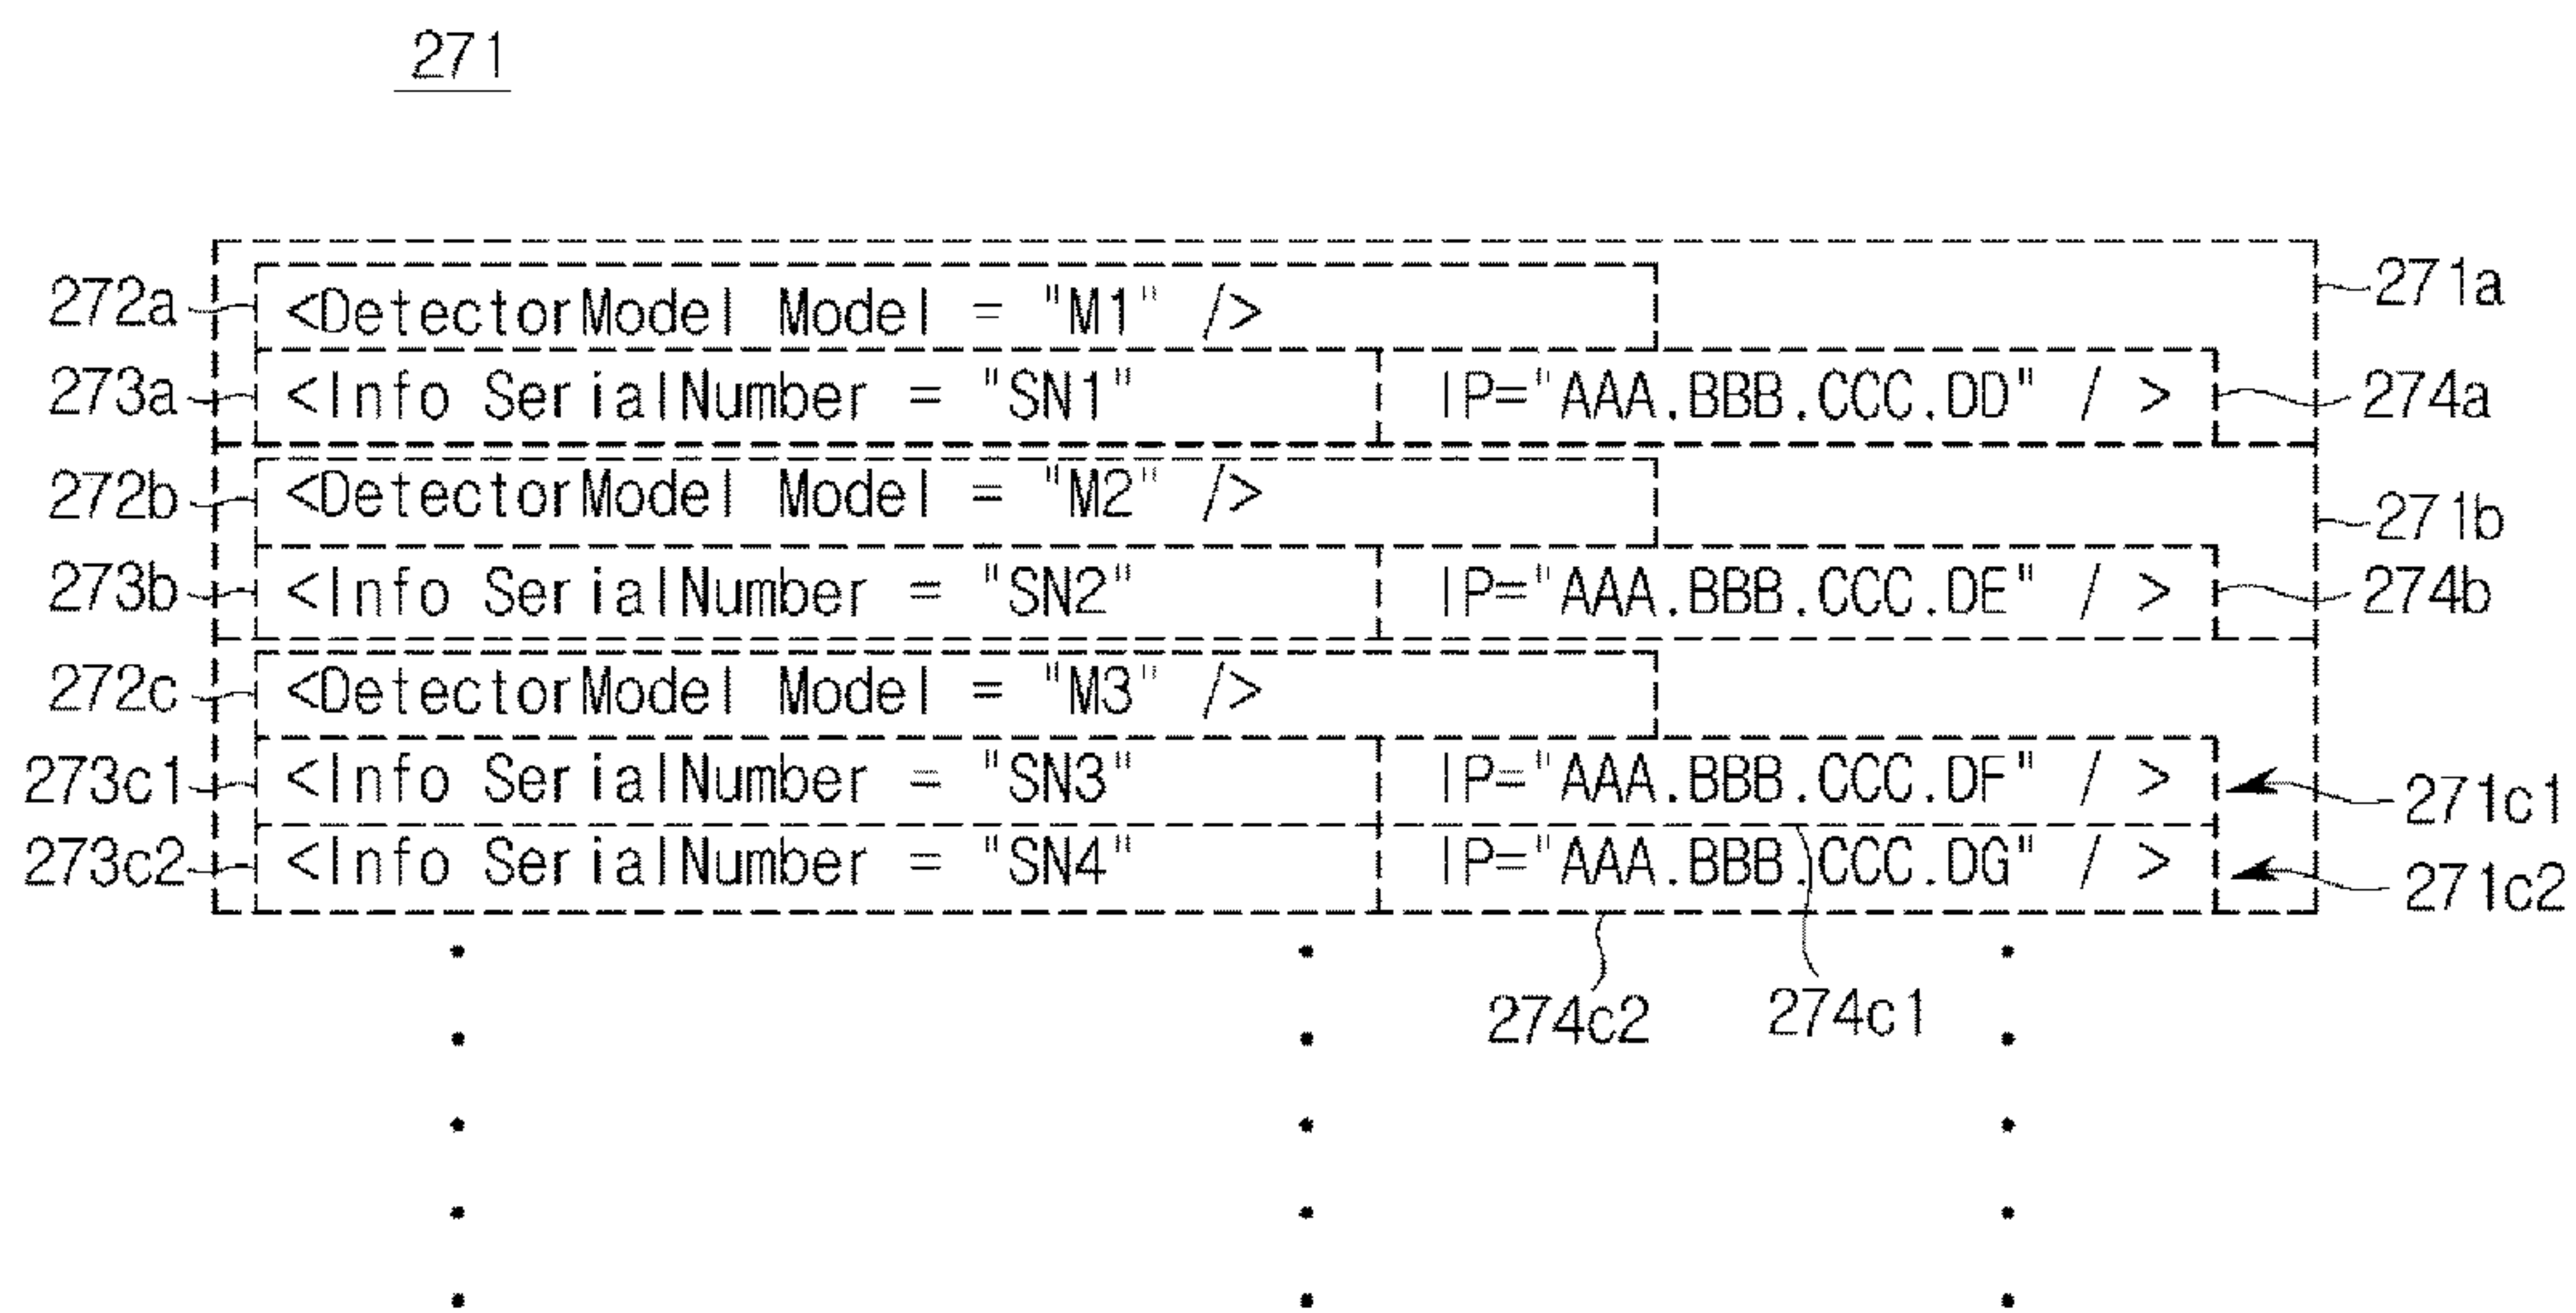 271
271a
272a <DetectorModel Model = "M1" />
273a <Info SerialNumber = "SN1" IP="AAA.BBB.CCC.DD" / > 274a
272b <DetectorModel Model = "M2" /> 271b
273b <Info SerialNumber = "SN2" IP="AAA.BBB.CCC.DE" / > 274b
272c <DetectorModel Model = "M3" />
273c1 <Info SerialNumber = "SN3" IP="AAA.BBB.CCC.DF" / > 271c1
273c2 <Info SerialNumber = "SN4" IP="AAA.BBB.CCC.DG" / > 271c2
274c2 274c1